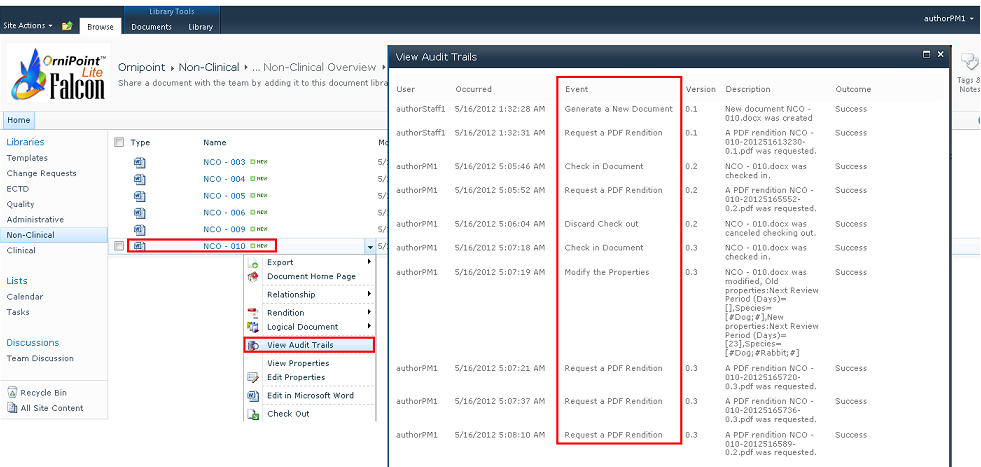 Library Tools
Site Actions
Browse Documents Library
authorPM1
OrniPoint™
Lite
Falcon
Ornipoint Non-Clinical ... Non-Clinical Overview
Share a document with the team by adding it to this document libra
Tags &
Notes
Home
Libraries
Templates
Change Requests
ECTD
Quality
Administrative
Non-Clinical
Clinical
Lists
Calendar
Tasks
Discussions
Team Discussion
Recycle Bin
All Site Content
Type Name Mo
NCO - 003 NEW 5/
NCO - 004 NEW 5/
NCO - 005 NEW 5/
NCO - 006 NEW 5/
NCO - 009 NEW 5/
NCO - 010 NEW 5/
Export
Document Home Page
Relationship
Rendition
Logical Document
View Audit Trails
View Properties
Edit Properties
Edit in Microsoft Word
Check Out
View Audit Trails
User Occurred Event Version Description Outcome
authorStaff1 5/16/2012 1:32:28 AM Generate a New Document 0.1 New document NCO - Success
010.docx was created
authorStaff1 5/16/2012 1:32:31 AM Request a PDF Rendition 0.1 A PDF rendition NCO - Success
010-201251613230-
0.1.pdf was requested.
authorPM1 5/16/2012 5:05:46 AM Check in Document 0.2 NCO - 010.docx was Success
checked in.
authorPM1 5/16/2012 5:05:52 AM Request a PDF Rendition 0.2 A PDF rendition NCO - Success
010-20125165552-
0.2.pdf was requested.
authorPM1 5/16/2012 5:06:04 AM Discard Check out 0.2 NCO - 010.docx was Success
canceled checking out.
authorPM1 5/16/2012 5:07:18 AM Check in Document 0.3 NCO - 010.docx was Success
checked in.
authorPM1 5/16/2012 5:07:19 AM Modify the Properties 0.3 NCO - 010.docx was Success
modified, Old
properties:Next Review
Period (Days)=
[],Species=
[#Dog;#],New
properties:Next Review
Period (Days)=
[23],Species=
[#Dog;#Rabbit;#]
authorPM1 5/16/2012 5:07:21 AM Request a PDF Rendition 0.3 A PDF rendition NCO - Success
010-20125165720-
0.3.pdf was requested.
authorPM1 5/16/2012 5:07:37 AM Request a PDF Rendition 0.3 A PDF rendition NCO - Success
010-20125165736-
0.3.pdf was requested.
authorPM1 5/16/2012 5:08:10 AM Request a PDF Rendition 0.3 A PDF rendition NCO - Success
010-2012516589-
0.2.pdf was requested.